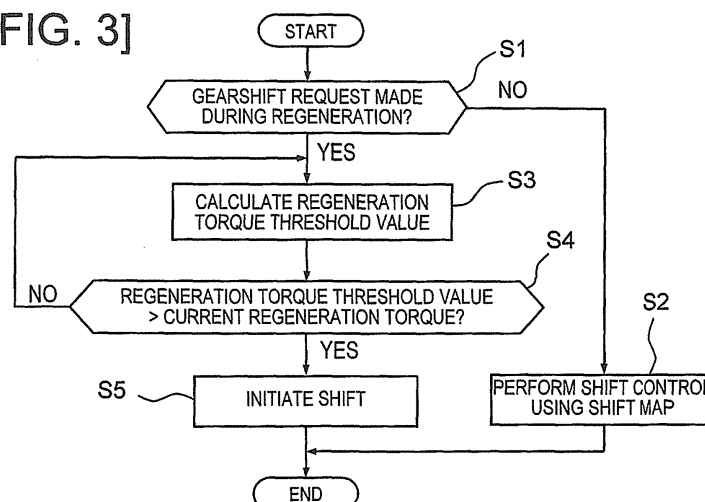 FIG. 3]
START
S1
GEARSHIFT REQUEST MADE
DURING REGENERATION?
NO
YES
S3
CALCULATE REGENERATION
TORQUE THRESHOLD VALUE
S4
NO
REGENERATION TORQUE THRESHOLD VALUE
> CURRENT REGENERATION TORQUE?
YES
S2
S5
INITIATE SHIFT
PERFORM SHIFT CONTROL
USING SHIFT MAP
END